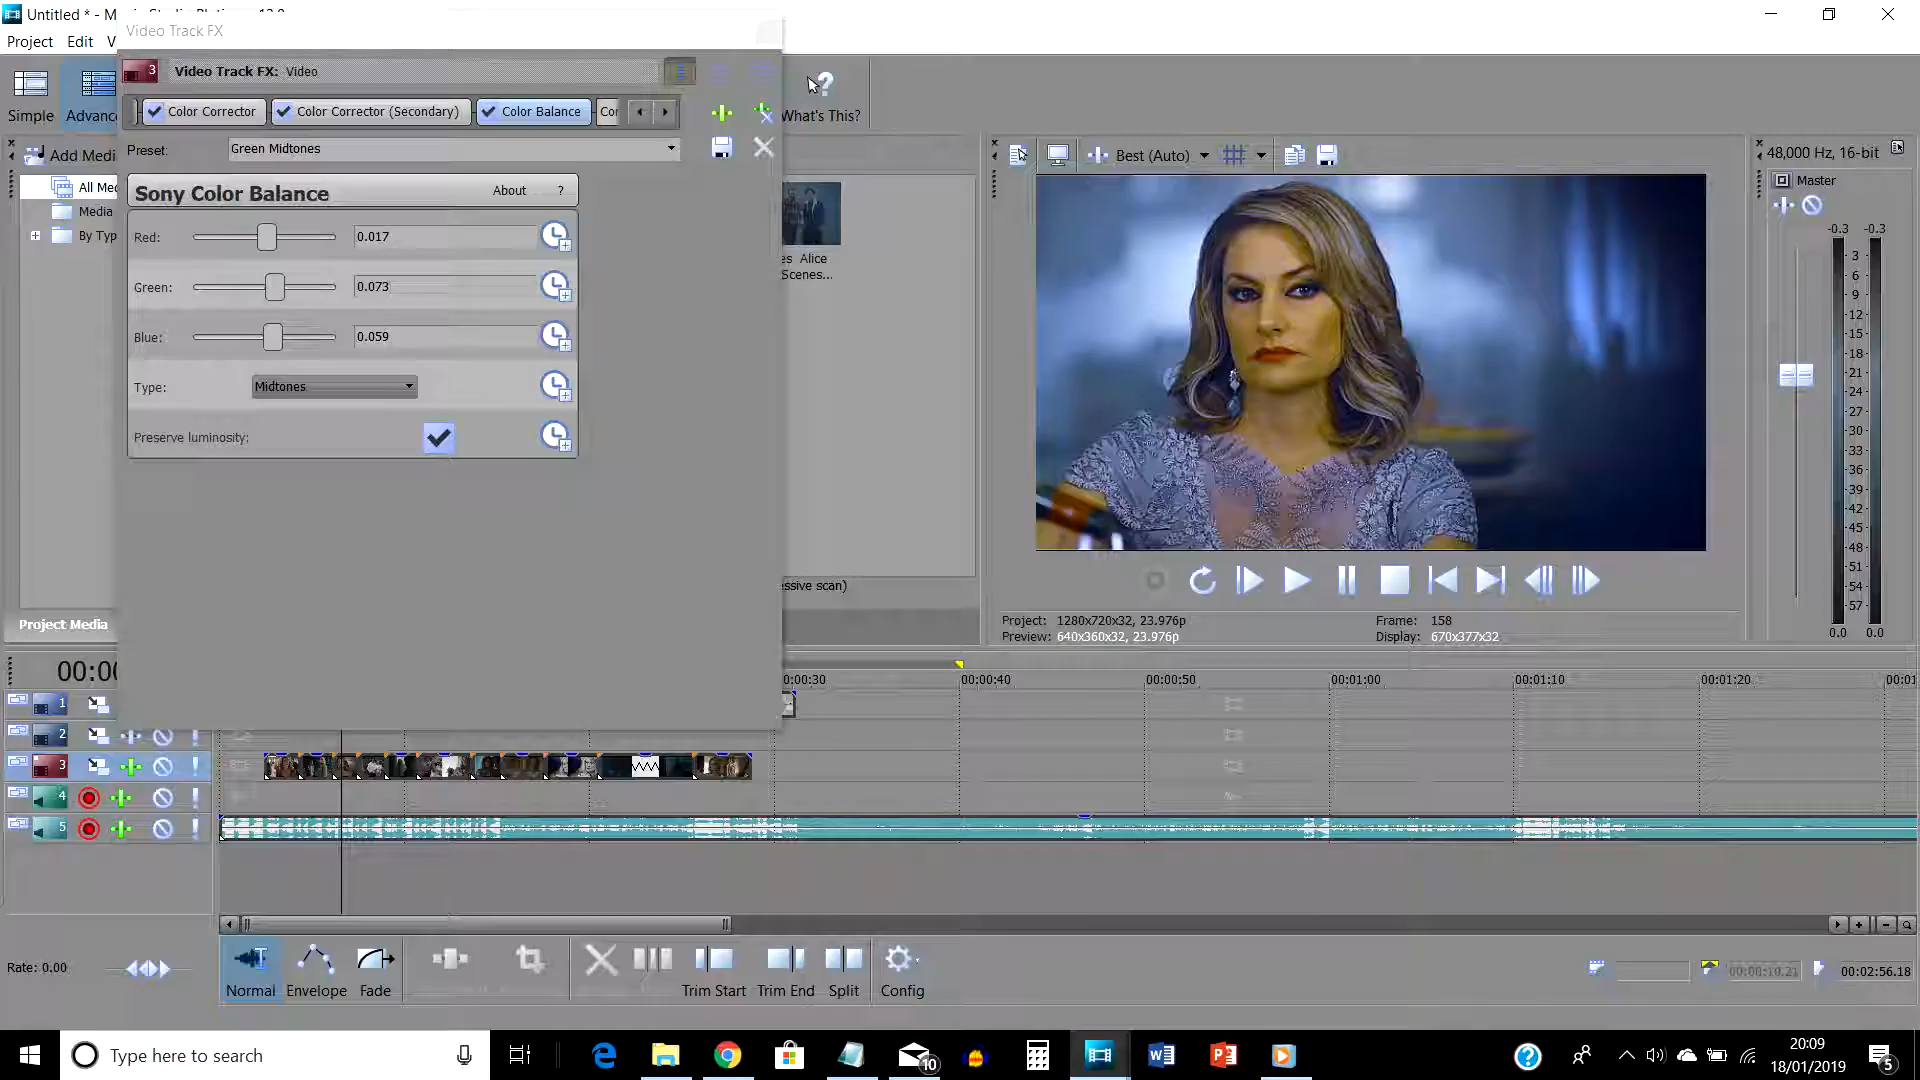 Untitled * - M
Video Track FX
Project Edit V
3 Video Track FX: Video
Simple
Advanc
What's This?
Color Corrector
Color Corrector (Secondary)
Color Balance
Cor
Preset: Green Midtones
Add Medi
All Me
Media
By Typ
Sony Color Balance About ?
Red: 0.017
Green: 0.073
Blue: 0.059
Type: Midtones
Preserve luminosity:
es Alice
Scenes...
ssive scan)
Best (Auto)
Project: 1280x720x32, 23.976p
Frame: 158
Preview: 640x360x32, 23.976p
Display: 670x377x32
48,000 Hz, 16-bit
Master
-0.3 -0.3
3
6
9
12
15
18
21
24
27
30
33
36
39
42
45
48
51
54
57
0.0 0.0
Project Media
00:00
0:00:30 00:00:40 00:00:50 00:01:00 00:01:10 00:01:20 00:01
1
2
3
4
5
Rate: 0.00
Normal
Envelope
Fade
Trim Start
Trim End
Split
Config
00:00:10.21
00:02:56.18
Type here to search
10
20:09
18/01/2019
5